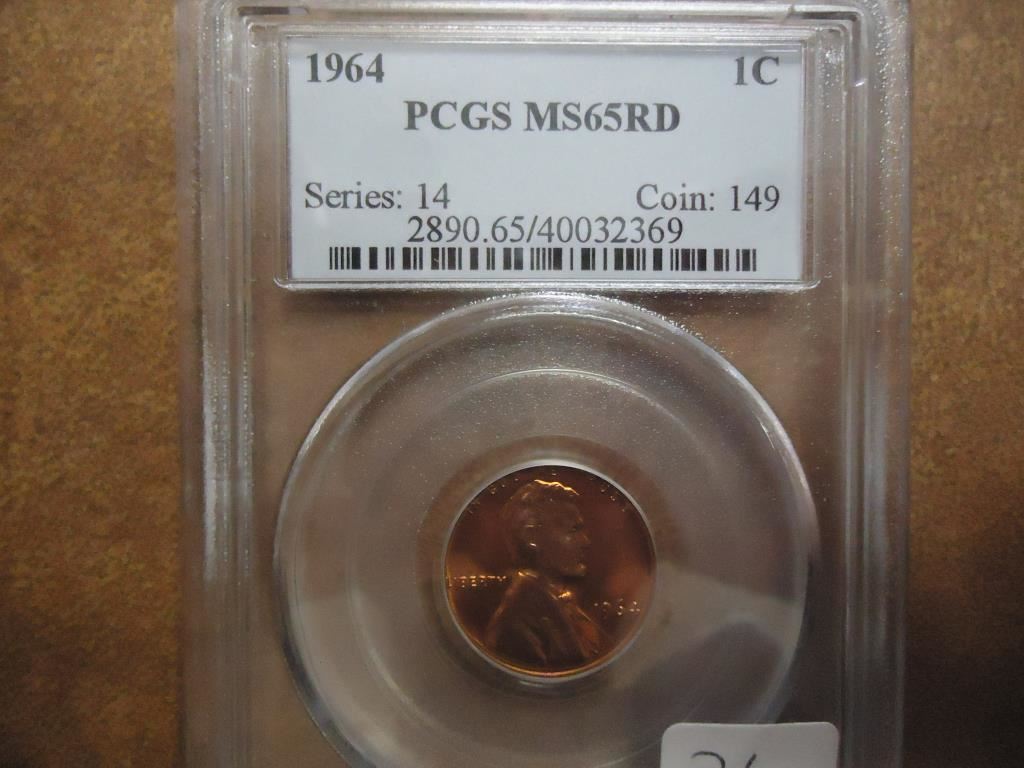 1964 1C
PCGS MS65RD
Series: 14 Coin: 149
2890.65/40032369
LIBERTY
1964